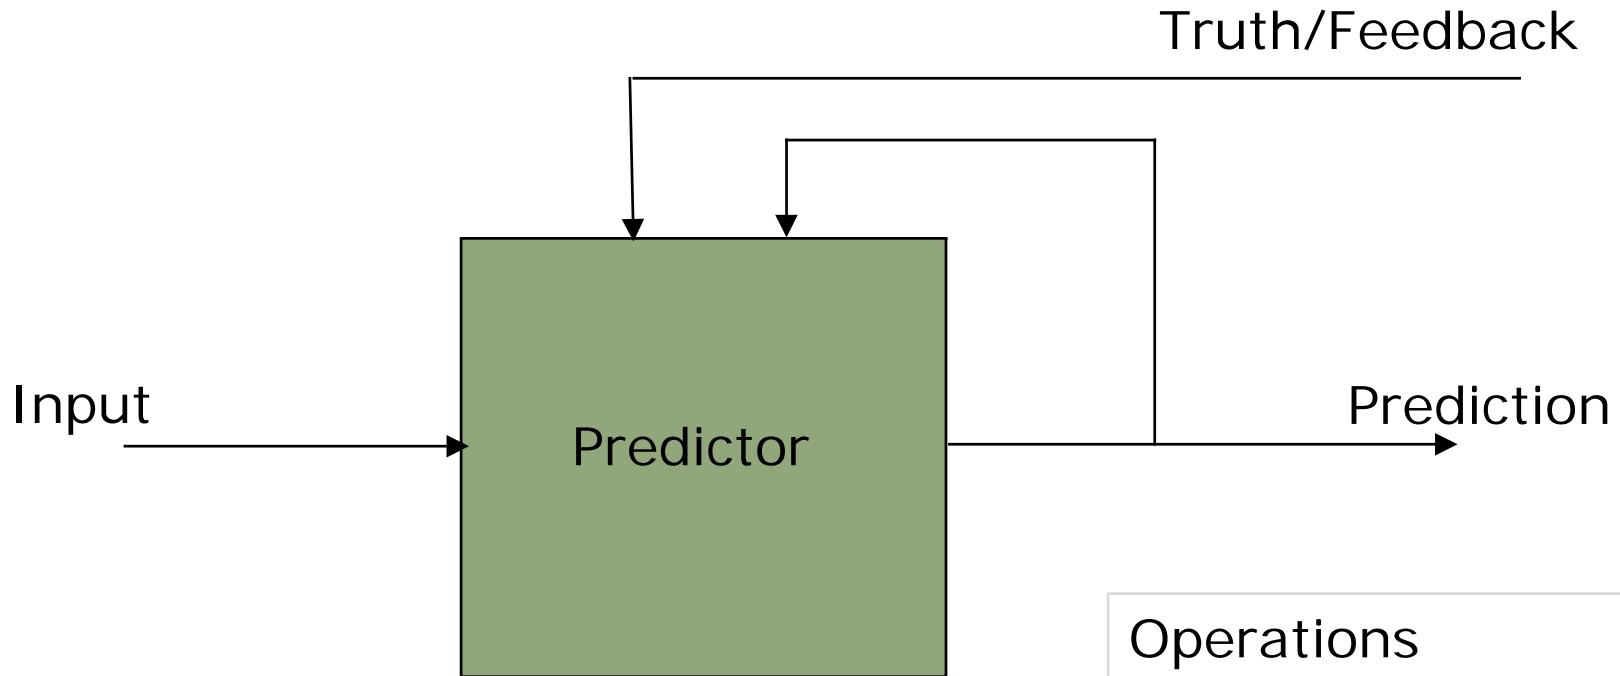 Truth/Feedback
Input
Prediction
Predictor
Operations